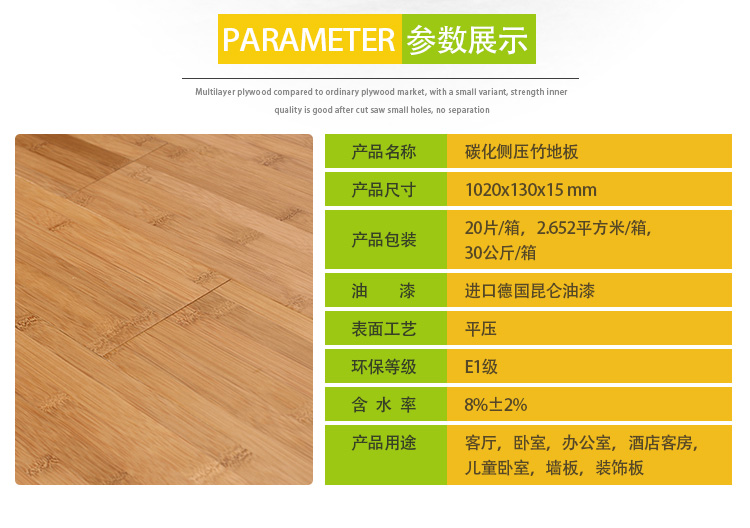 PARAMETER 参数展示
Multilayer plywood compared to ordinary plywood market, with a small variant, strength inner
quality is good after cut saw small holes, no separation
产品名称 碳化侧压竹地板
产品尺寸 1020x130x15 mm
产品包装 20片/箱，2.652平方米/箱，
30公斤/箱
油 漆 进口德国昆仑油漆
表面工艺 平压
环保等级 E1级
含 水 率 8%±2%
产品用途 客厅，卧室，办公室，酒店客房，
儿童卧室，墙板，装饰板